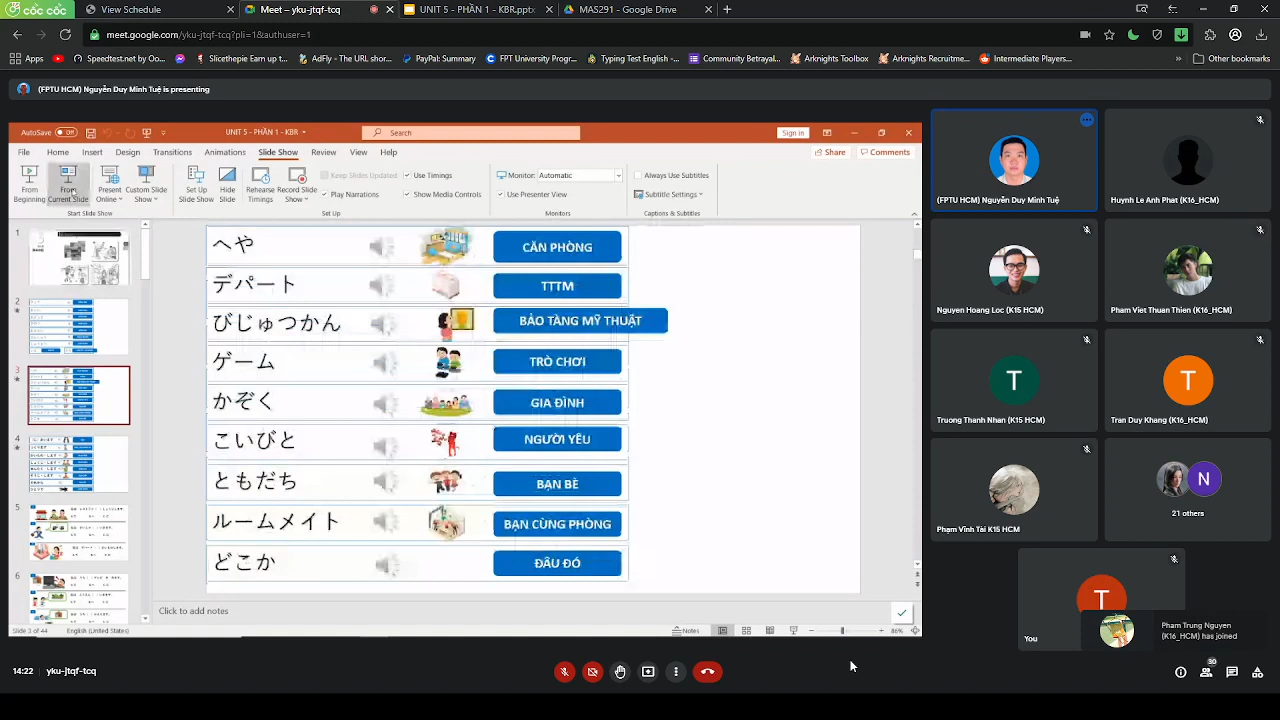 cốc cốc
View Schedule
Meet – yku-jtqf-tcq
UNIT 5 - PHẦN 1 - KBR.pptx
MAS291 - Google Drive
meet.google.com/yku-jtqf-tcq?pli=1&authuser=1
Apps
Speedtest.net by Oo...
Slicethepie Earn up $...
AdFly - The URL shor...
PayPal: Summary
FPT University Progr...
Typing Test English -...
Community Betrayal...
Arknights Toolbox
Arknights Recruitme...
Intermediate Players...
Other bookmarks
(FPTU HCM) Nguyễn Duy Minh Tuệ is presenting
AutoSave Off
UNIT 5 - PHẦN 1 - KBR
Search
Sign in
File Home Insert Design Transitions Animations Slide Show Review View Help
Share Comments
From Beginning
From Current Slide
Present Online
Custom Slide Show
Set Up Slide Show
Hide Slide
Rehearse Timings
Record Slide Show
Keep Slides Updated
Play Narrations
Use Timings
Show Media Controls
Monitor: Automatic
Use Presenter View
Always Use Subtitles
Subtitle Settings
Start Slide Show
Set Up
Monitors
Captions & Subtitles
1
2
3
4
5
6
へや CĂN PHÒNG
デパート TTTM
びじゅつかん BẢO TÀNG MỸ THUẬT
ゲーム TRÒ CHƠI
かぞく GIA ĐÌNH
こいびと NGƯỜI YÊU
ともだち BẠN BÈ
ルームメイト BẠN CÙNG PHÒNG
どこか ĐÂU ĐÓ
Click to add notes
Slide 3 of 44
English (United States)
Notes
86%
(FPTU HCM) Nguyễn Duy Minh Tuệ
Huynh Le Anh Phat (K16_HCM)
Nguyen Hoang Loc (K15 HCM)
Pham Viet Thuan Thien (K16_HCM)
T
Truong Thanh Nhan (K15 HCM)
T
Tran Duy Khang (K16_HCM)
Phạm Vĩnh Tài K15 HCM
N
21 others
T
You
Pham Trung Nguyen
(K16_HCM) has joined
14:22
yku-jtqf-tcq
30